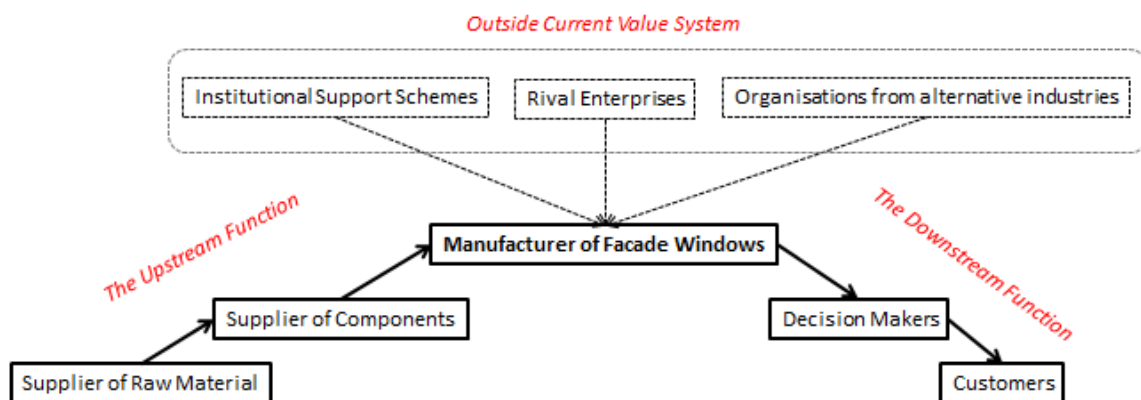 Outside Current Value System
Institutional Support Schemes
Rival Enterprises
Organisations from alternative industries
The Upstream Function
The Downstream Function
Manufacturer of Facade Windows
Supplier of Components
Decision Makers
Supplier of Raw Material
Customers